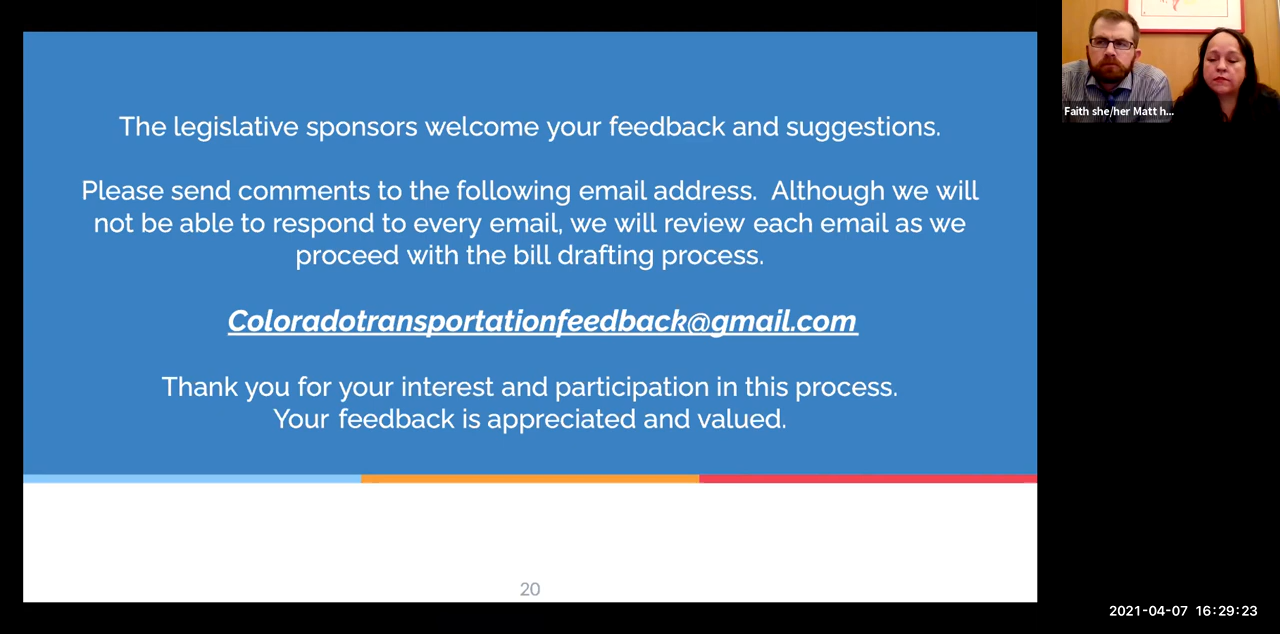 The legislative sponsors welcome your feedback and suggestions.
Please send comments to the following email address.  Although we will
not be able to respond to every email, we will review each email as we
proceed with the bill drafting process.
Coloradotransportationfeedback@gmail.com
Thank you for your interest and participation in this process.
Your feedback is appreciated and valued.
20
Faith she/her Matt h...
2021-04-07 16:29:23